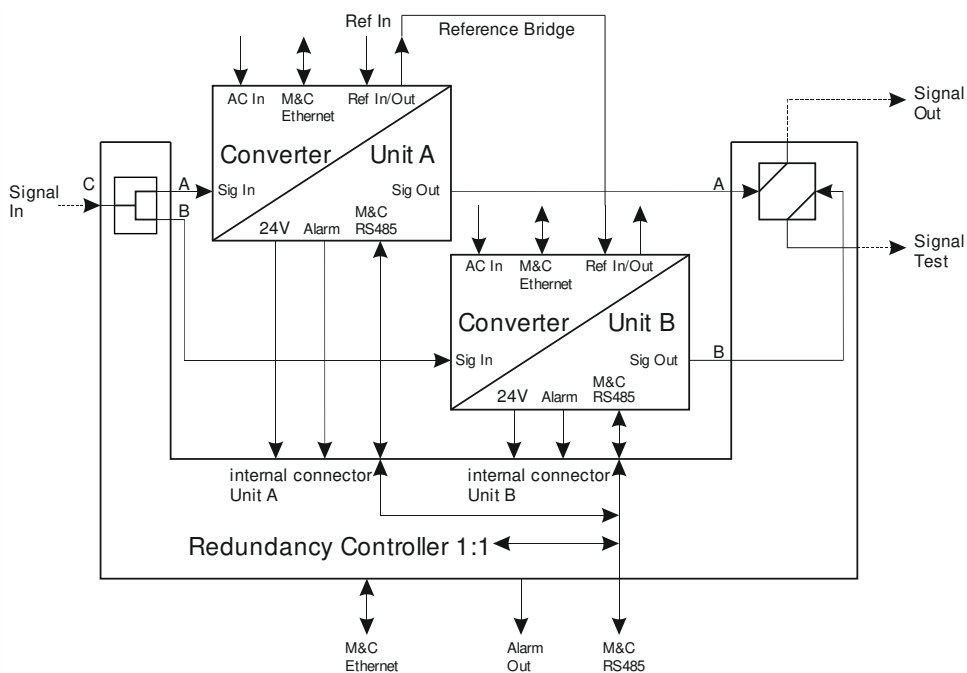 Ref In
Reference Bridge
AC In
M&C
Ethernet
Ref In/Out
Converter
Unit A
Sig In
Sig Out
24V
Alarm
M&C
RS485
Signal
In
C
A
B
A
Signal
Out
Signal
Test
AC In
M&C
Ethernet
Ref In/Out
Converter
Unit B
Sig In
Sig Out
B
24V
Alarm
M&C
RS485
internal connector
Unit A
internal connector
Unit B
Redundancy Controller 1:1
M&C
Ethernet
Alarm
Out
M&C
RS485